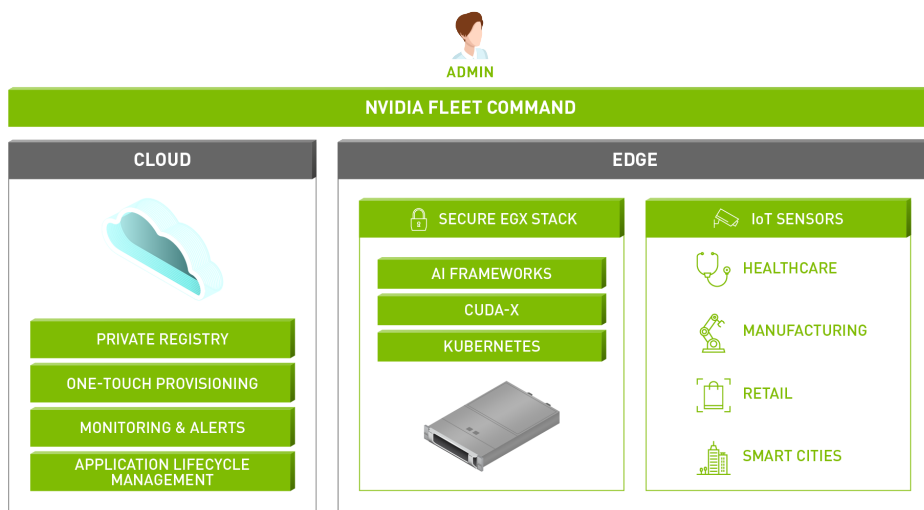 ADMIN
NVIDIA FLEET COMMAND
CLOUD
PRIVATE REGISTRY
ONE-TOUCH PROVISIONING
MONITORING & ALERTS
APPLICATION LIFECYCLE
MANAGEMENT
EDGE
SECURE EGX STACK
AI FRAMEWORKS
CUDA-X
KUBERNETES
IoT SENSORS
HEALTHCARE
MANUFACTURING
RETAIL
SMART CITIES